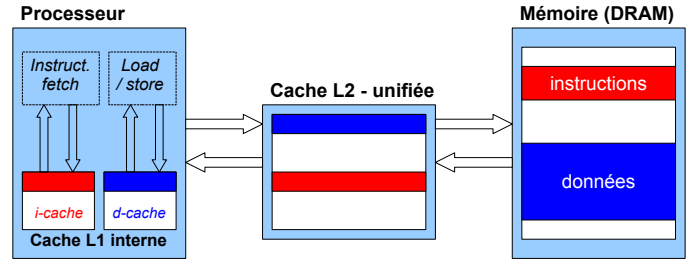 Processeur
Instruct.
fetch
Load
/ store
i-cache
d-cache
Cache L1 interne
Cache L2 - unifiée
Mémoire (DRAM)
instructions
données